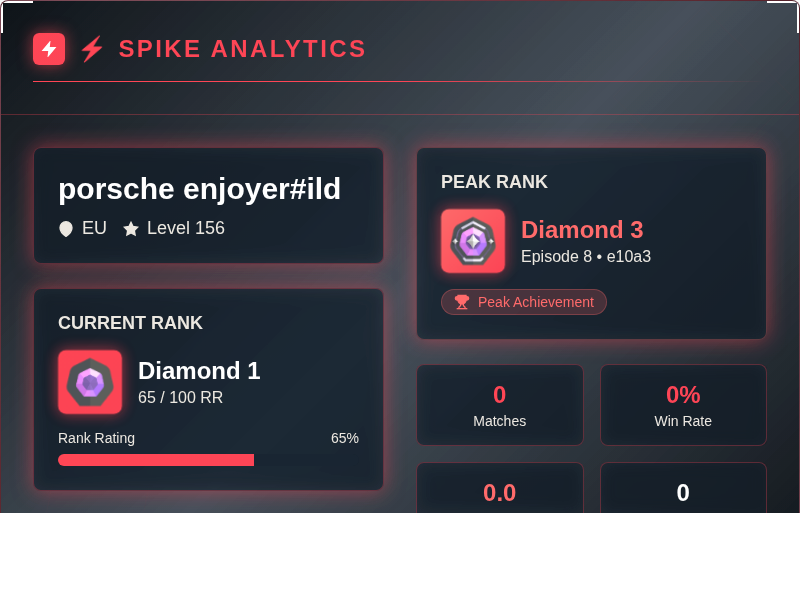 ⚡ SPIKE ANALYTICS
porsche enjoyer#ild
EU Level 156
CURRENT RANK
Diamond 1
65 / 100 RR
Rank Rating 65%
PEAK RANK
Diamond 3
Episode 8 • e10a3
Peak Achievement
0
Matches
0%
Win Rate
0.0
0